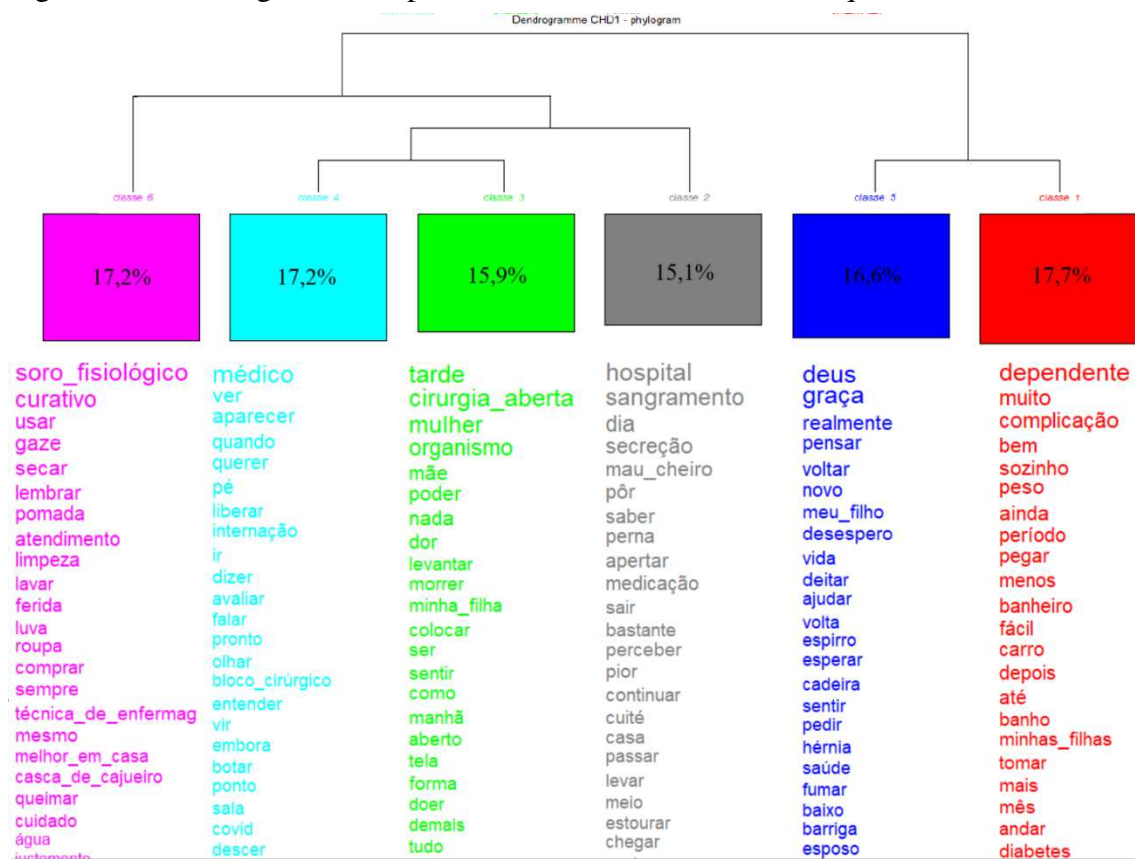 Dendrogramme CHD1 - phylogram
classe 6
classe 4
classe 3
classe 2
classe 5
classe 1
17,2%
17,2%
15,9%
15,1%
16,6%
17,7%
soro_fisiológico
curativo
usar
gaze
secar
lembrar
pomada
atendimento
limpeza
lavar
ferida
luva
roupa
comprar
sempre
técnica_de_enfermag
mesmo
melhor_em_casa
casca_de_cajueiro
queimar
cuidado
água
justamente
médico
ver
aparecer
quando
querer
pé
liberar
internação
ir
dizer
avaliar
falar
pronto
olhar
bloco_cirúrgico
entender
vir
embora
botar
ponto
sala
covid
descer
tarde
cirurgia_aberta
mulher
organismo
mãe
poder
nada
dor
levantar
morrer
minha_filha
colocar
ser
sentir
como
manhã
aberto
tela
forma
doer
demais
tudo
hospital
sangramento
dia
secreção
mau_cheiro
pôr
saber
perna
apertar
medicação
sair
bastante
perceber
pior
continuar
cuité
casa
passar
levar
meio
estourar
chegar
deus
graça
realmente
pensar
voltar
novo
meu_filho
desespero
vida
deitar
ajudar
volta
espirro
esperar
cadeira
sentir
pedir
hérnia
saúde
fumar
baixo
barriga
esposo
dependente
muito
complicação
bem
sozinho
peso
ainda
período
pegar
menos
banheiro
fácil
carro
depois
até
banho
minhas_filhas
tomar
mais
mês
andar
diabetes